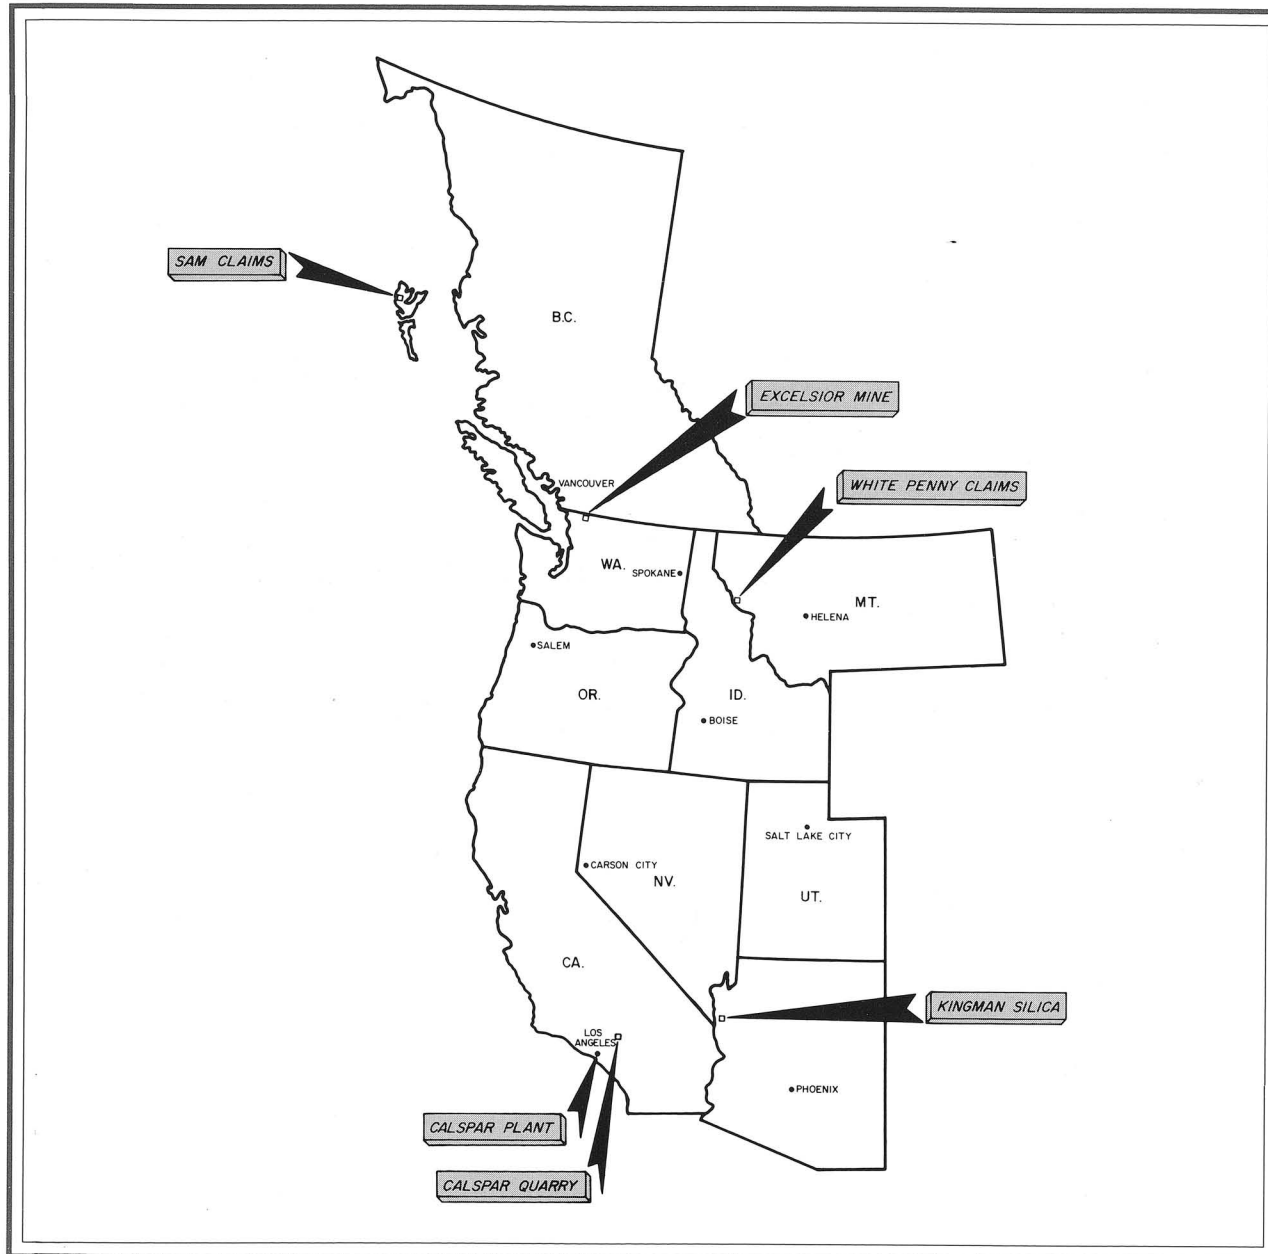 SAM CLAIMS
B.C.
EXCELSIOR MINE
VANCOUVER
WHITE PENNY CLAIMS
WA.
SPOKANE
MT.
HELENA
SALEM
OR.
ID.
BOISE
SALT LAKE CITY
CARSON CITY
NV.
UT.
CA.
KINGMAN SILICA
LOS
ANGELES
PHOENIX
CALSPAR PLANT
CALSPAR QUARRY